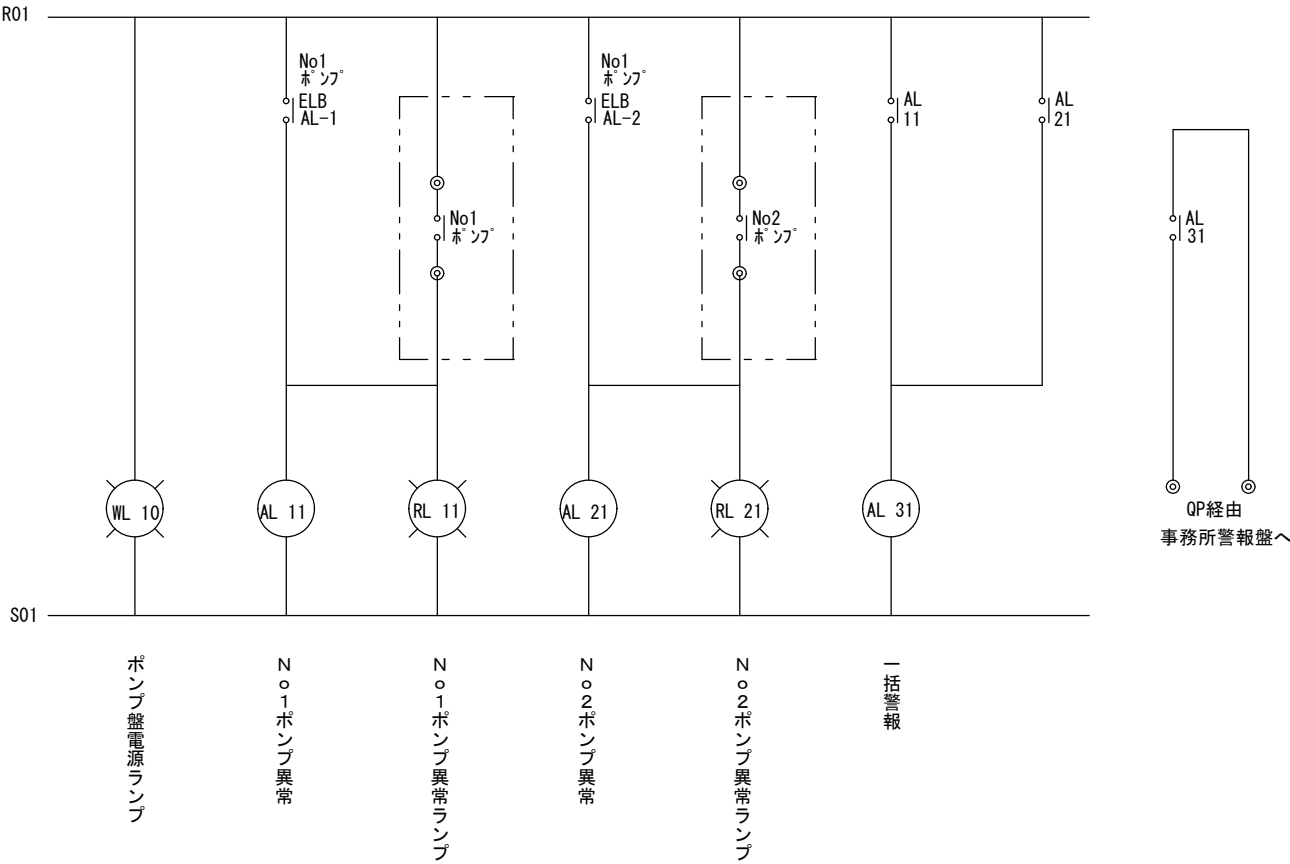 R01
No1
ポンプ
ELB
AL-1
No1
ポンプ
ELB
AL-2
AL
11
AL
21
No1
ポンプ
No2
ポンプ
AL
31
WL 10
AL 11
RL 11
AL 21
RL 21
AL 31
QP経由
事務所警報盤へ
S01
ポンプ盤電源ランプ
No1ポンプ異常
No1ポンプ異常ランプ
No2ポンプ異常
No2ポンプ異常ランプ
一括警報